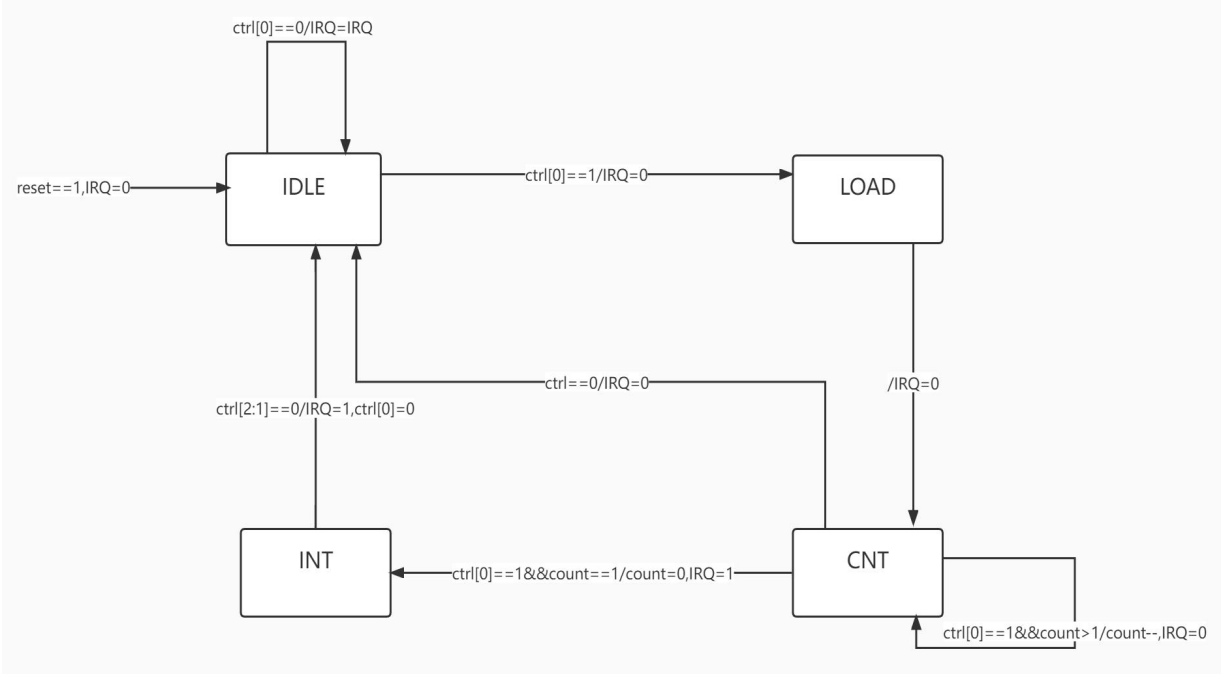 ctrl[0]==0/IRQ=IRQ
reset==1,IRQ=0
IDLE
ctrl[0]==1/IRQ=0
LOAD
ctrl==0/IRQ=0
/IRQ=0
ctrl[2:1]==0/IRQ=1,ctrl[0]=0
INT
ctrl[0]==1&&count==1/count=0,IRQ=1
CNT
ctrl[0]==1&&count>1/count--,IRQ=0